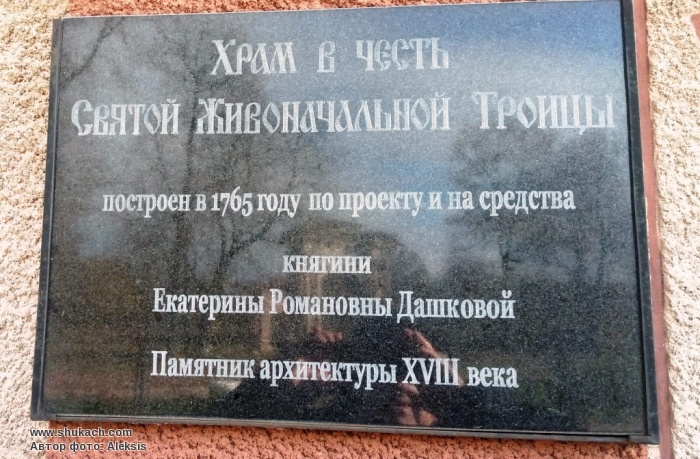 Храм в честь
Святой Живоначальной Троицы
построен в 1765 году по проекту и на средства
княгини
Екатерины Романовны Дашковой
Памятник архитектуры XVIII века
www.shukach.com
Автор фото: Aleksis